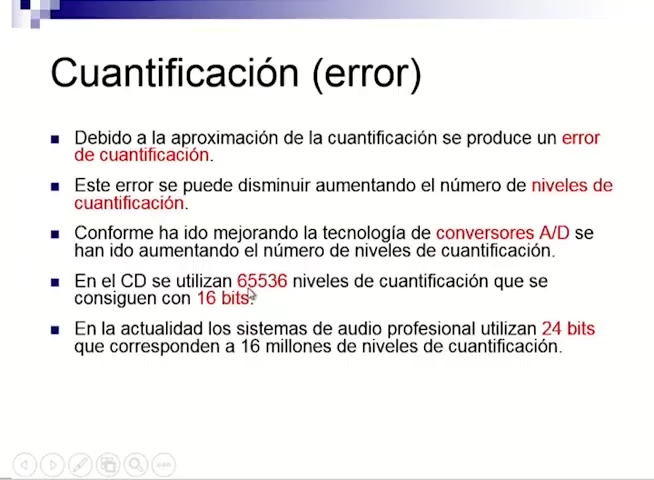 Cuantificación (error)
Debido a la aproximación de la cuantificación se produce un error
de cuantificación.
Este error se puede disminuir aumentando el número de niveles de
cuantificación.
Conforme ha ido mejorando la tecnología de conversores A/D se
han ido aumentando el número de niveles de cuantificación.
En el CD se utilizan 65536 niveles de cuantificación que se
consiguen con 16 bits.
En la actualidad los sistemas de audio profesional utilizan 24 bits
que corresponden a 16 millones de niveles de cuantificación.